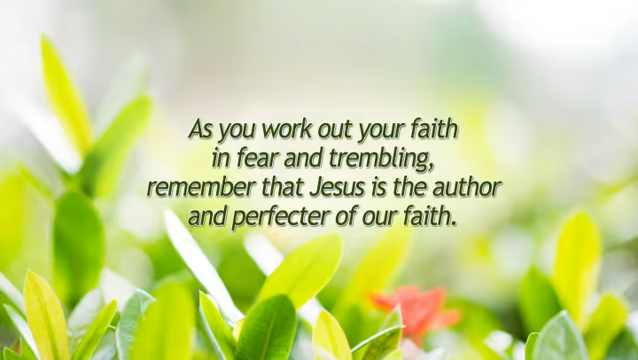 As you work out your faith
in fear and trembling,
remember that Jesus is the author
and perfecter of our faith.